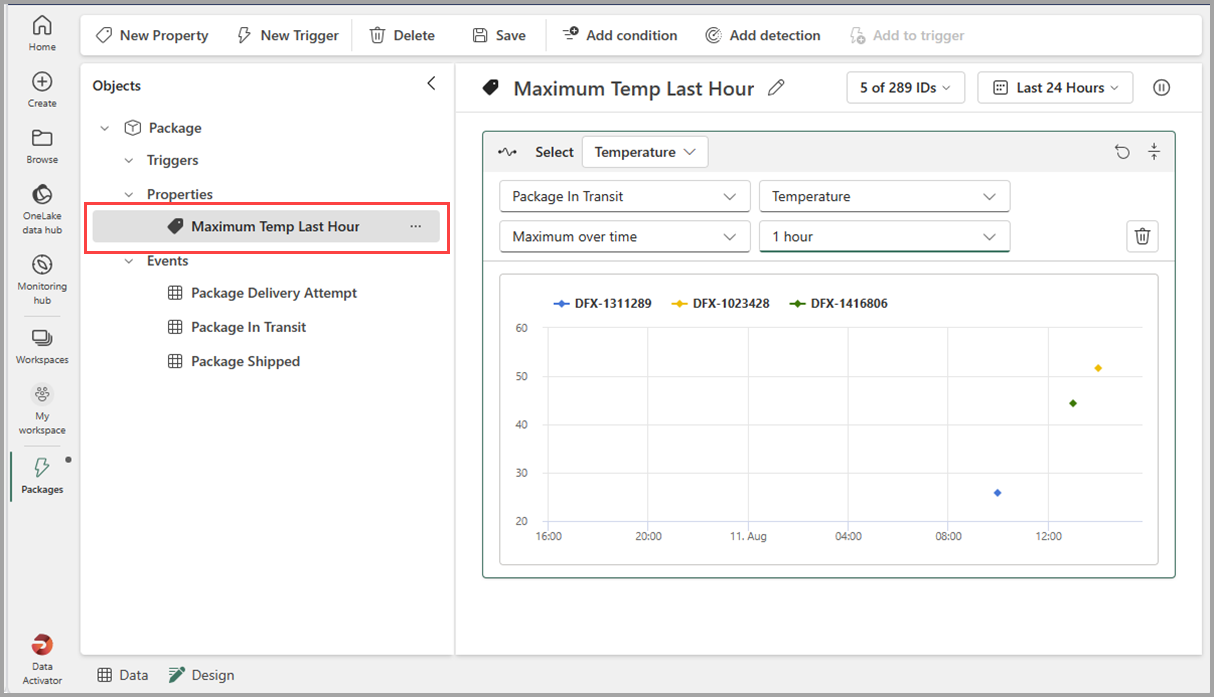 Home
Create
Browse
OneLake
data hub
Monitoring
hub
Workspaces
My
workspace
Packages
Data
Activator
New Property
New Trigger
Delete
Save
Add condition
Add detection
Add to trigger
Objects
Package
Triggers
Properties
Maximum Temp Last Hour
...
Events
Package Delivery Attempt
Package In Transit
Package Shipped
Data
Design
Maximum Temp Last Hour
5 of 289 IDs
Last 24 Hours
Select
Temperature
Package In Transit
Temperature
Maximum over time
1 hour
DFX-1311289 DFX-1023428 DFX-1416806
60
50
40
30
20
16:00 20:00 11. Aug 04:00 08:00 12:00